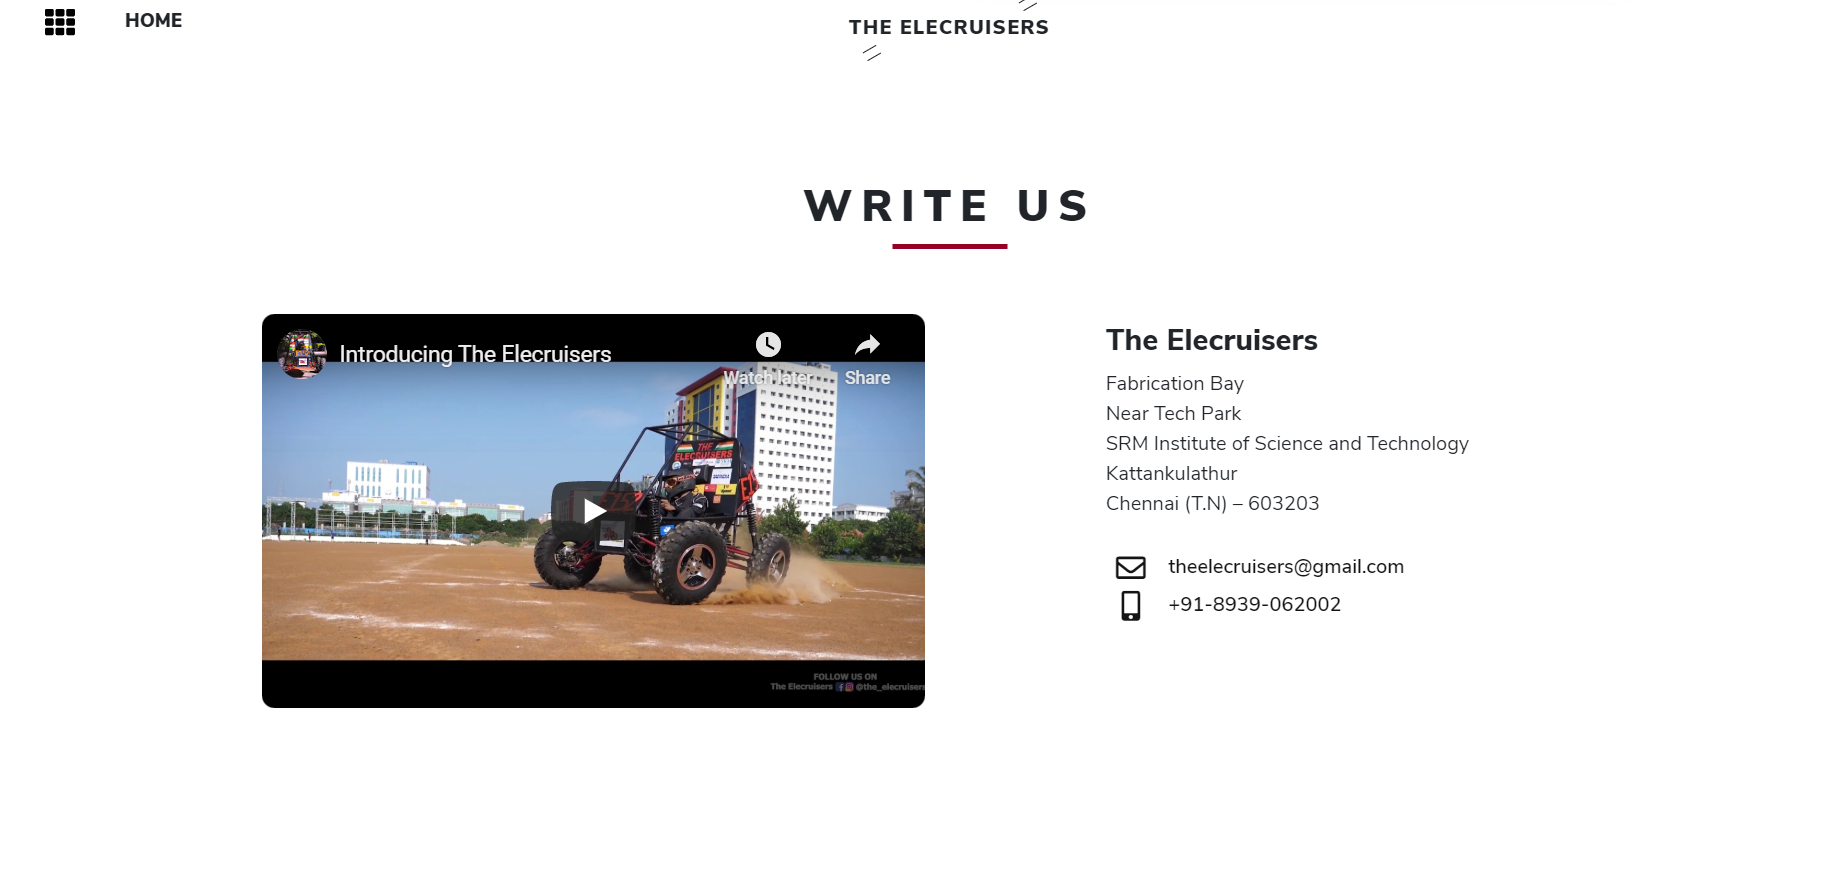 HOME
THE ELECRUISERS
WRITE US
Introducing The Elecruisers
Watch later
Share
THE
ELECRUISERS
FOLLOW US ON
The Elecruisers @the_elecruisers
The Elecruisers
Fabrication Bay
Near Tech Park
SRM Institute of Science and Technology
Kattankulathur
Chennai (T.N) – 603203
theelecruisers@gmail.com
+91-8939-062002